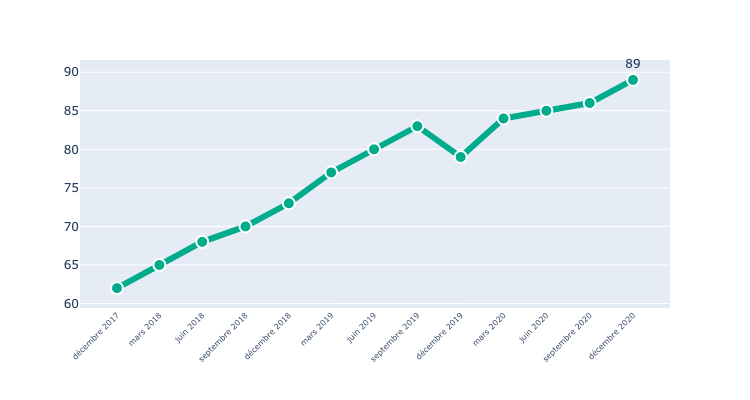 89
90
85
80
75
70
65
60
décembre 2017
mars 2018
juin 2018
septembre 2018
décembre 2018
mars 2019
juin 2019
septembre 2019
décembre 2019
mars 2020
juin 2020
septembre 2020
décembre 2020